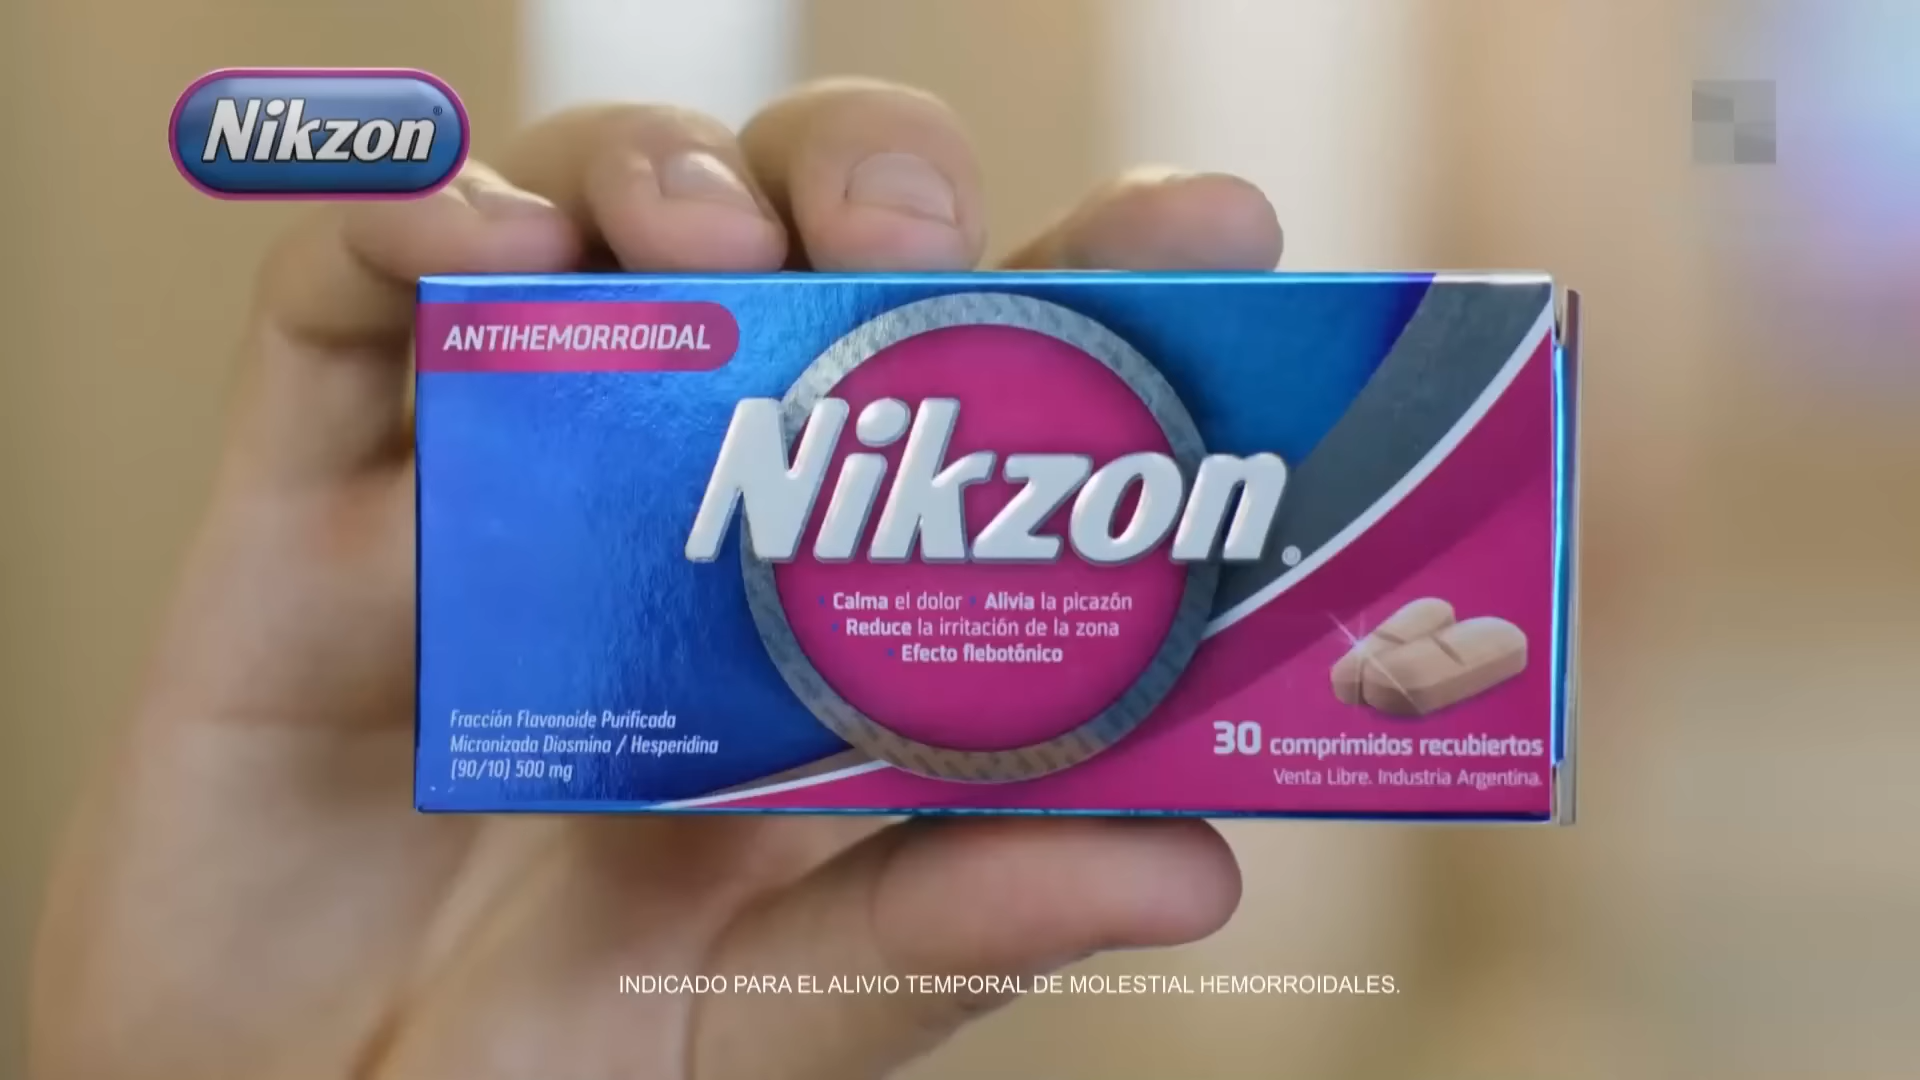 Nikzon®
ANTIHEMORROIDAL
Nikzon®
• Calma el dolor • Alivia la picazón
• Reduce la irritación de la zona
• Efecto flebotónico
Fracción Flavonoide Purificada
Micronizada Diosmina / Hesperidina
(90/10) 500 mg
30 comprimidos recubiertos
Venta Libre. Industria Argentina.
INDICADO PARA EL ALIVIO TEMPORAL DE MOLESTIAL HEMORROIDALES.